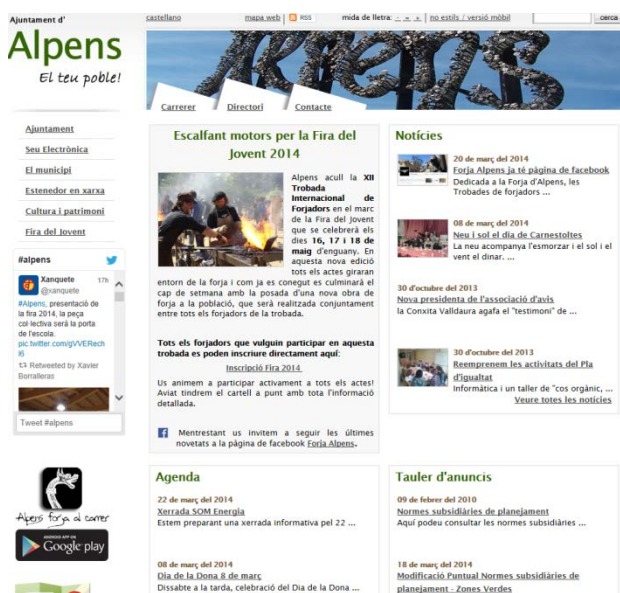 Ajuntament d'
Alpens
El teu poble!
castellano
mapa web
RSS
mida de lletra: - = +
no estils / versió mòbil
cerca
Alpens
Carrerer
Directori
Contacte
Ajuntament
Seu Electrònica
El municipi
Estenedor en xarxa
Cultura i patrimoni
Fira del Jovent
#alpens
Xanquete
17h
@xanquete
#Alpens, presentació de
la fira 2014, la peça
col·lectiva serà la porta
de l'escola.
pic.twitter.com/gVVERech
I6
Retweeted by Xavier
Borralleras
Tweet #alpens
Alpens forja al carrer
ANDROID APP ON
Google play
Escalfant motors per la Fira del
Jovent 2014
Alpens acull la XII
Trobada
Internacional de
Forjadors en el marc
de la Fira del Jovent
que se celebrerà els
dies 16, 17 i 18 de
maig d'enguany. En
aquesta nova edició
tots els actes giraran
entorn de la forja i com ja es conegut es culminarà el
cap de setmana amb la posada d'una nova obra de
forja a la població, que serà realitzada conjuntament
entre tots els forjadors de la trobada.
Tots els forjadors que vulguin participar en aquesta
trobada es poden inscriure directament aquí:
Inscripció Fira 2014
Us animem a participar activament a tots els actes!
Aviat tindrem el cartell a punt amb tota l'informació
detallada.
Mentrestant us invitem a seguir les últimes
novetats a la pàgina de facebook Forja Alpens.
Notícies
20 de març del 2014
Forja Alpens ja té pàgina de facebook
Dedicada a la Forja d'Alpens, les
Trobades de forjadors ...
08 de març del 2014
Neu i sol el dia de Carnestoltes
La neu acompanya l'esmorzar i el sol i el
vent el dinar. ...
30 d'octubre del 2013
Nova presidenta de l'associació d'avis
la Conxita Valldaura agafa el "testimoni" de ...
30 d'octubre del 2013
Reemprenem les activitats del Pla
d'igualtat
Informàtica i un taller de "cos orgànic, ...
Veure totes les notícies
Agenda
22 de març del 2014
Xerrada SOM Energia
Estem preparant una xerrada informativa pel 22 ...
08 de març del 2014
Dia de la Dona 8 de març
Dissabte a la tarda, celebració del Dia de la Dona ...
Tauler d'anuncis
09 de febrer del 2010
Normes subsidiàries de planejament
Aquí podeu consultar les normes subsidiàries ...
18 de març del 2014
Modificació Puntual Normes subsidiàries de
planejament - Zones Verdes